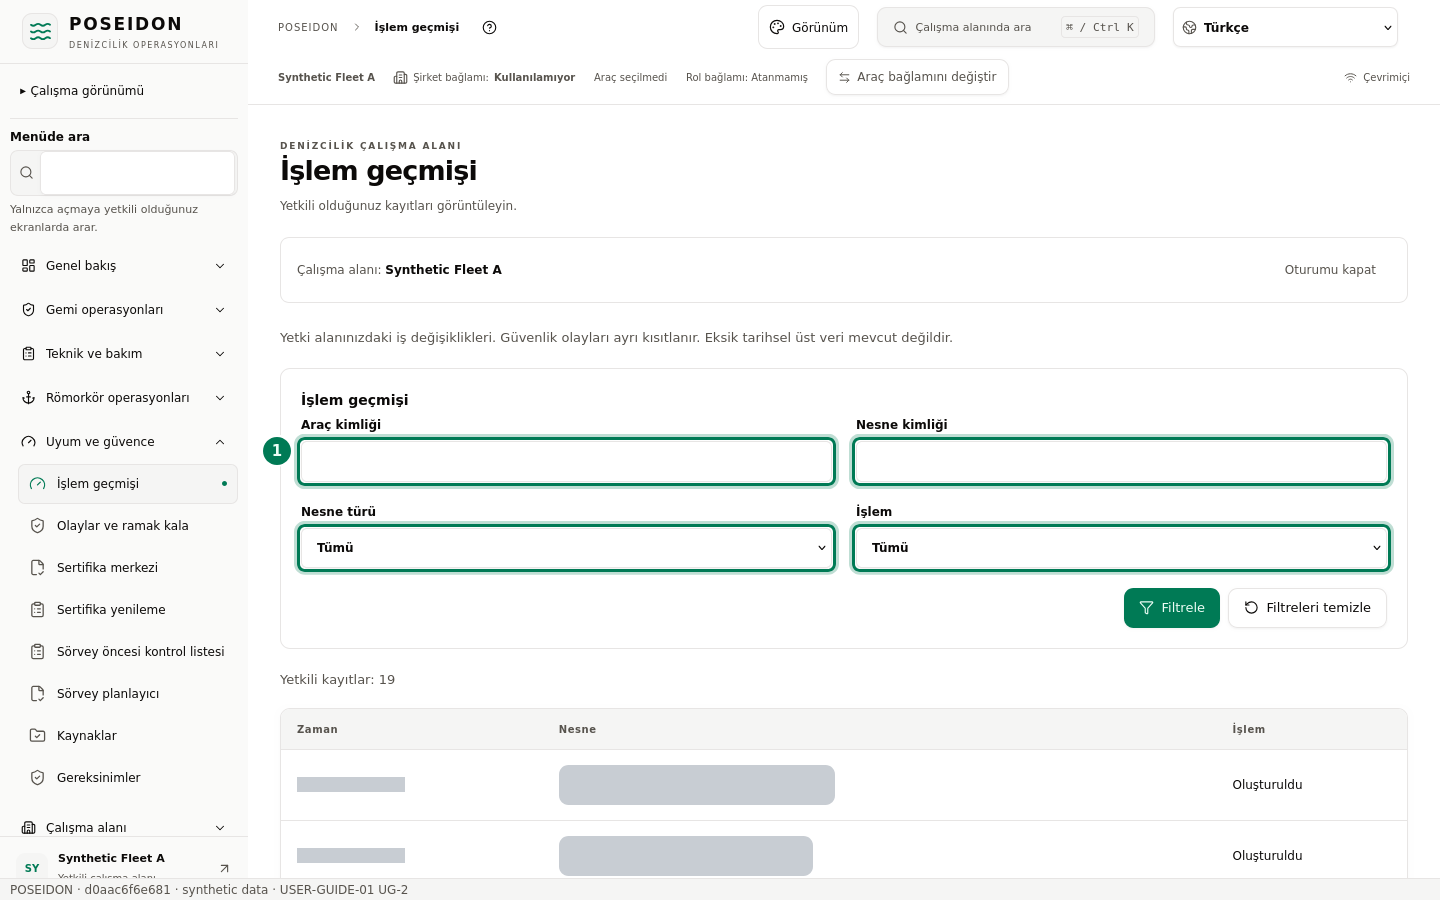 POSEIDON
DENİZCİLİK OPERASYONLARI
▸ Çalışma görünümü
Menüde ara
Yalnızca açmaya yetkili olduğunuz
ekranlarda arar.
Genel bakış
Gemi operasyonları
Teknik ve bakım
Römorkör operasyonları
Uyum ve güvence
İşlem geçmişi
Olaylar ve ramak kala
Sertifika merkezi
Sertifika yenileme
Sörvey öncesi kontrol listesi
Sörvey planlayıcı
Kaynaklar
Gereksinimler
Çalışma alanı
SY
Synthetic Fleet A
Yetkili çalışma alanı
POSEIDON
İşlem geçmişi
Görünüm
Çalışma alanında ara
⌘ / Ctrl K
Türkçe
Synthetic Fleet A
Şirket bağlamı: Kullanılamıyor
Araç seçilmedi
Rol bağlamı: Atanmamış
Araç bağlamını değiştir
Çevrimiçi
DENİZCİLİK ÇALIŞMA ALANI
İşlem geçmişi
Yetkili olduğunuz kayıtları görüntüleyin.
Çalışma alanı: Synthetic Fleet A
Oturumu kapat
Yetki alanınızdaki iş değişiklikleri. Güvenlik olayları ayrı kısıtlanır. Eksik tarihsel üst veri mevcut değildir.
İşlem geçmişi
Araç kimliği
Nesne kimliği
1
Nesne türü
İşlem
Tümü
Tümü
Filtrele
Filtreleri temizle
Yetkili kayıtlar: 19
Zaman
Nesne
İşlem
Oluşturuldu
Oluşturuldu
POSEIDON · d0aac6f6e681 · synthetic data · USER-GUIDE-01 UG-2